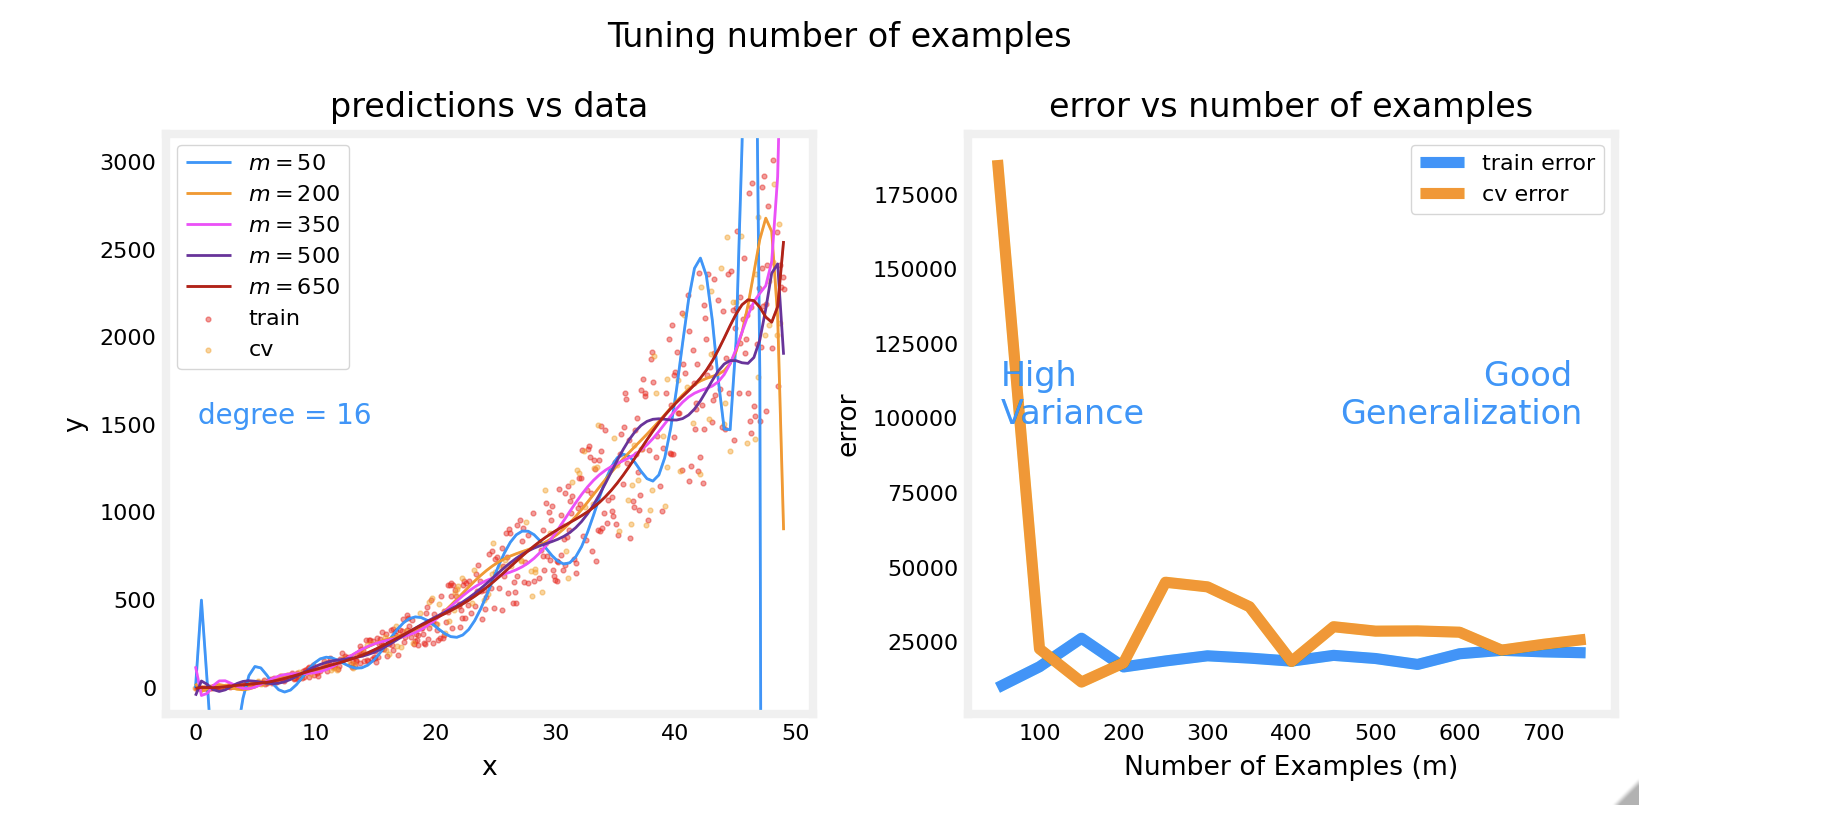 Tuning number of examples
predictions vs data
3000
2500
2000
1500
1000
500
0
y
m = 50
m = 200
m = 350
m = 500
m = 650
train
cv
degree = 16
0 10 20 30 40 50
x
error vs number of examples
175000
150000
125000
100000
75000
50000
25000
error
train error
cv error
High
Variance
Good
Generalization
100 200 300 400 500 600 700
Number of Examples (m)